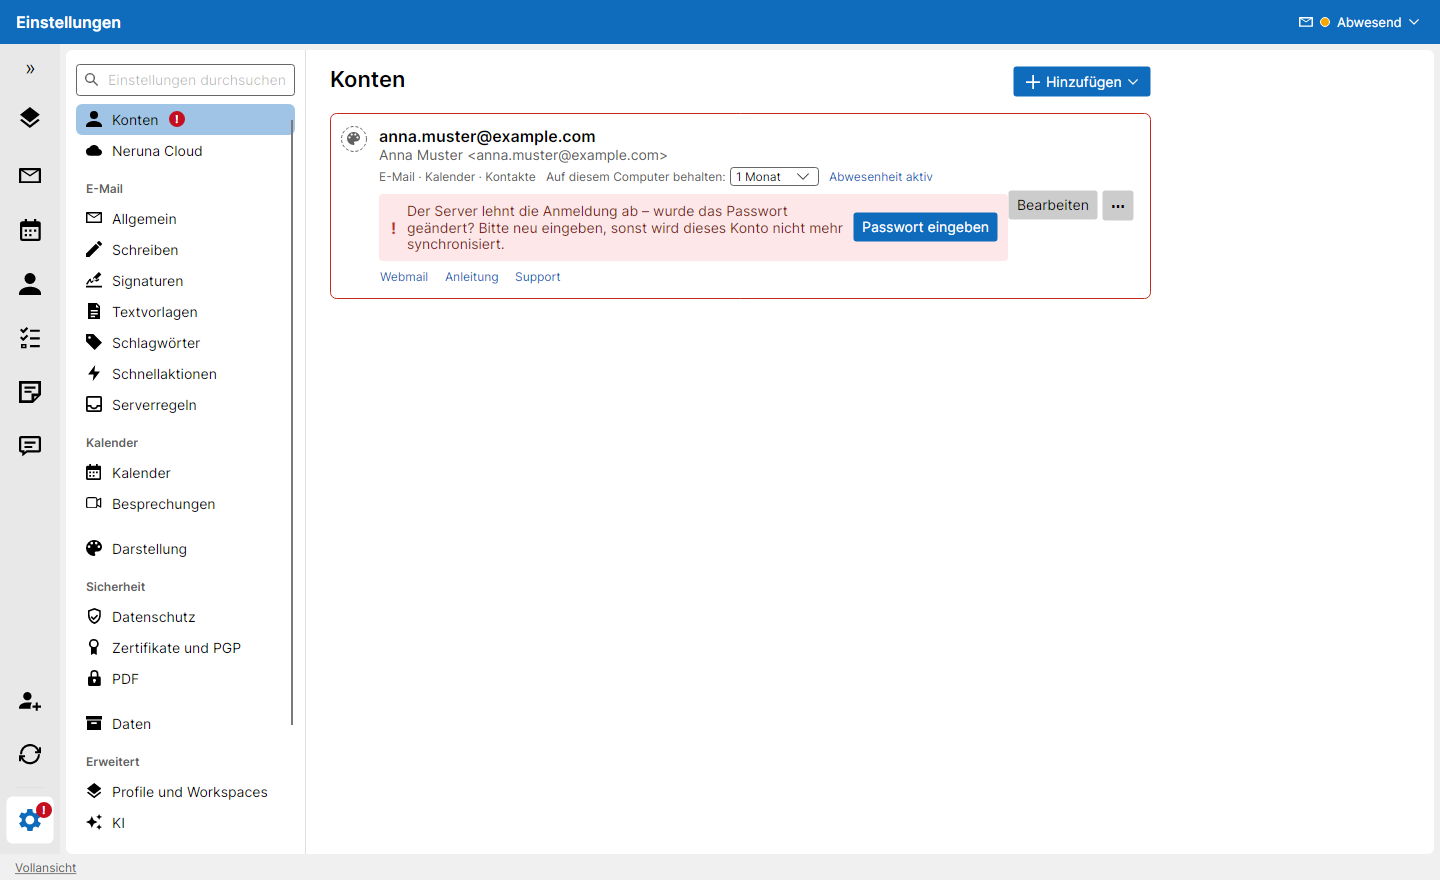 Einstellungen
Abwesend
»
Einstellungen durchsuchen
Konten !
Neruna Cloud
E-Mail
Allgemein
Schreiben
Signaturen
Textvorlagen
Schlagwörter
Schnellaktionen
Serverregeln
Kalender
Kalender
Besprechungen
Darstellung
Sicherheit
Datenschutz
Zertifikate und PGP
PDF
Daten
Erweitert
Profile und Workspaces
KI
!
Konten
Hinzufügen
anna.muster@example.com
Anna Muster <anna.muster@example.com>
E-Mail · Kalender · Kontakte Auf diesem Computer behalten: 1 Monat Abwesenheit aktiv
! Der Server lehnt die Anmeldung ab – wurde das Passwort
geändert? Bitte neu eingeben, sonst wird dieses Konto nicht mehr
synchronisiert.
Passwort eingeben
Bearbeiten ...
Webmail Anleitung Support
Vollansicht